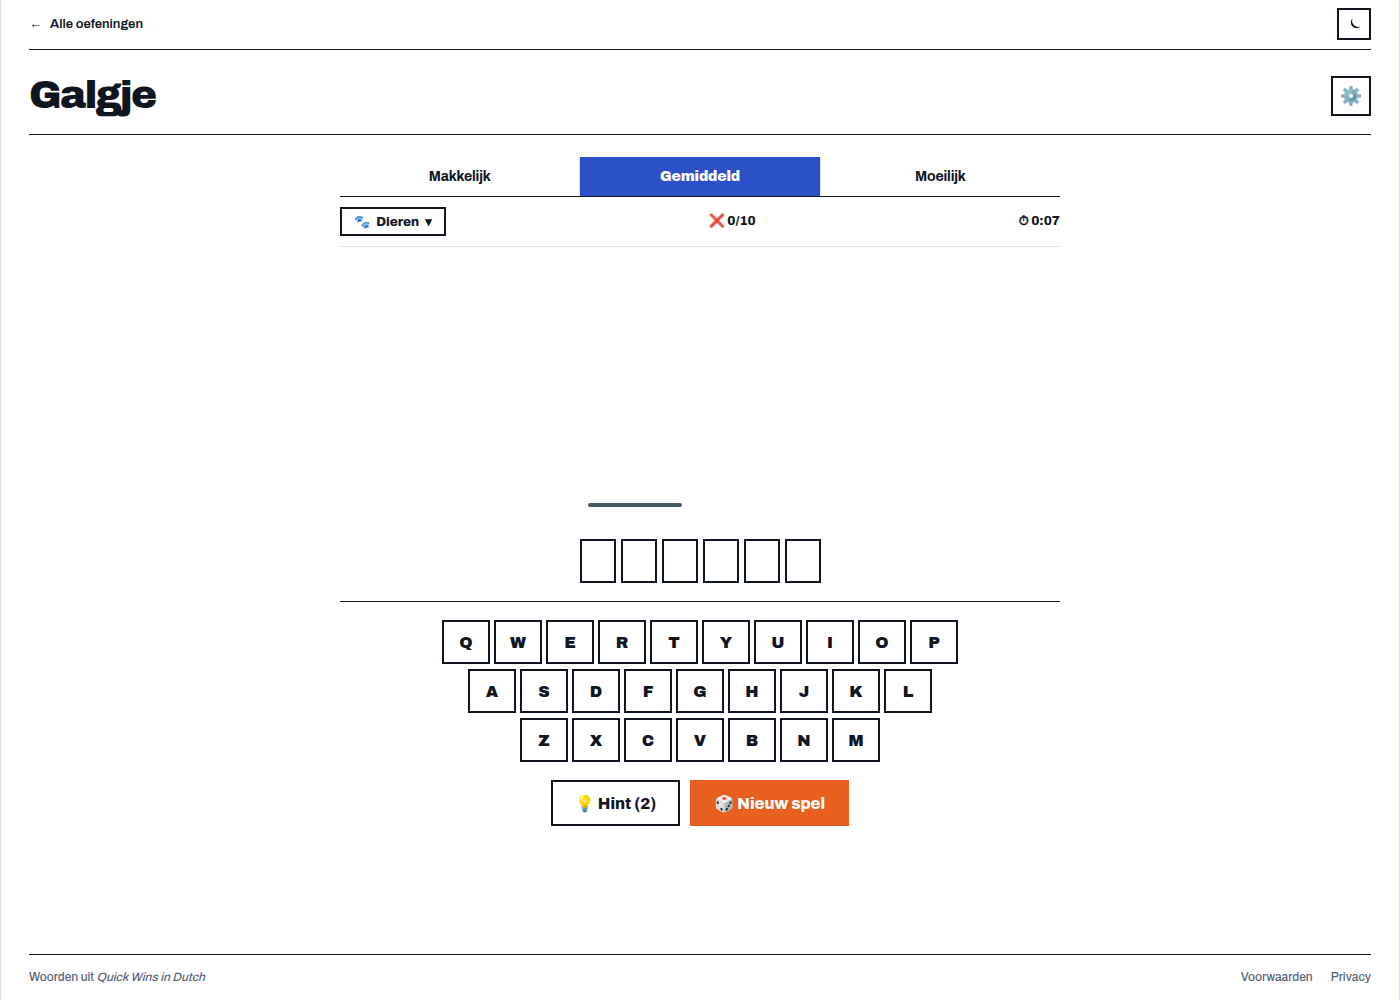 ← Alle oefeningen
Galgje
Makkelijk Gemiddeld Moeilijk
🐾 Dieren ▼ ❌ 0/10 ⏱ 0:07
Q W E R T Y U I O P
A S D F G H J K L
Z X C V B N M
💡 Hint (2) 🎲 Nieuw spel
Woorden uit Quick Wins in Dutch Voorwaarden Privacy